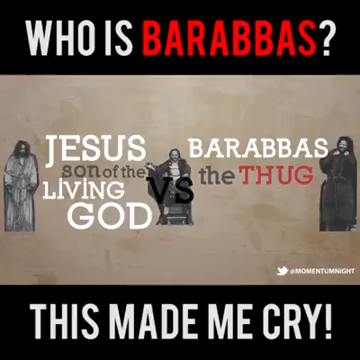 WHO IS BARABBAS?
JESUS
son of the
LiViNG
GOD
VS
BARABBAS
the THUG
@MOMENTUMNIGHT
THIS MADE ME CRY!